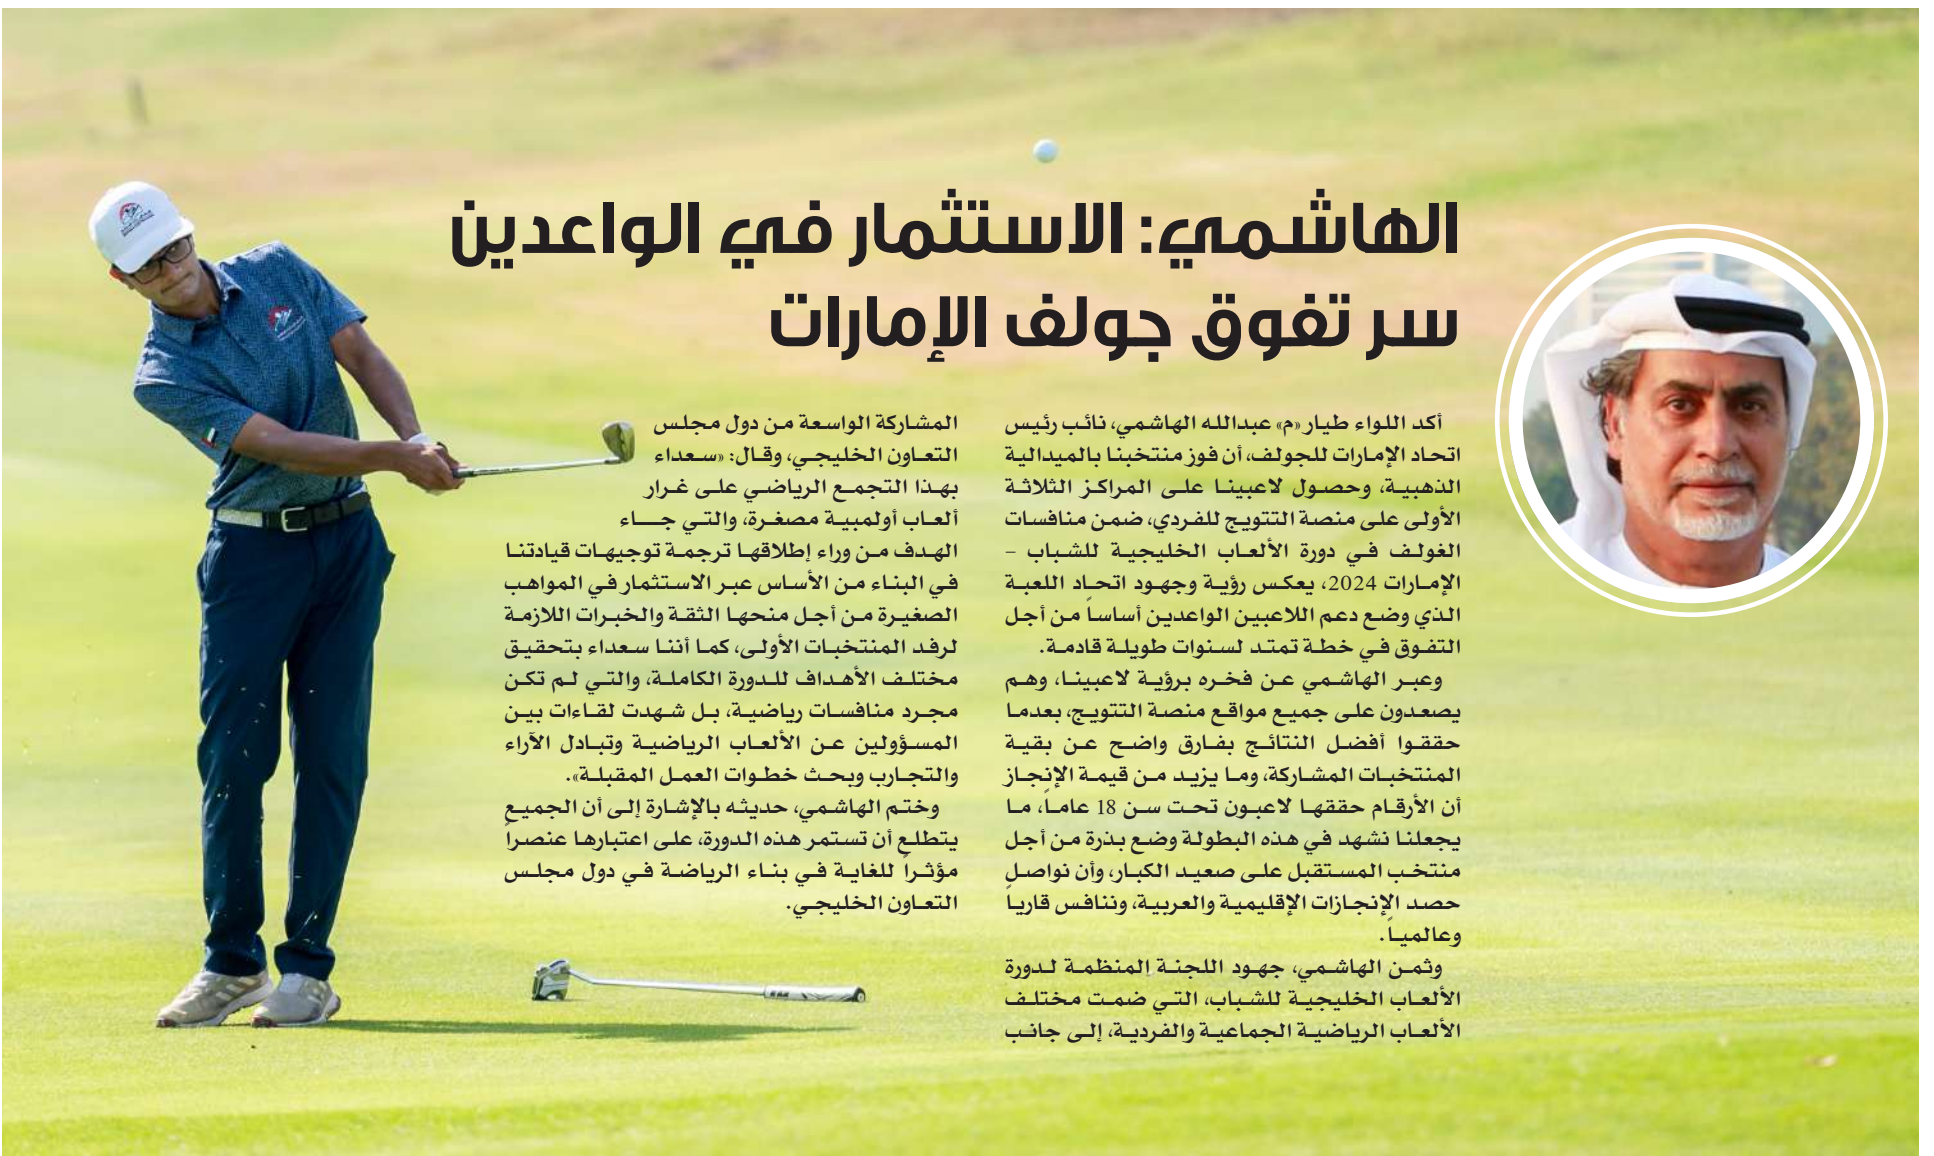 الهاشمي: الاستثمار في الواعدين
سر تفوق جولف الإمارات
أكد اللواء طيار «م» عبدالله الهاشمي، نائب رئيس
اتحاد الإمارات للجولف، أن فوز منتخبنا بالميدالية
الذهبية، وحصول لاعبينا على المراكز الثلاثة
الأولى على منصة التتويج للفردي، ضمن منافسات
الغولف في دورة الألعاب الخليجية للشباب –
الإمارات 2024، يعكس رؤية وجهود اتحاد اللعبة
الذي وضع دعم اللاعبين الواعدين أساساً من أجل
التفوق في خطة تمتد لسنوات طويلة قادمة.
وعبر الهاشمي عن فخره برؤية لاعبينا، وهم
يصعدون على جميع مواقع منصة التتويج، بعدما
حققوا أفضل النتائج بفارق واضح عن بقية
المنتخبات المشاركة، وما يزيد من قيمة الإنجاز
أن الأرقام حققها لاعبون تحت سن 18 عاماً، ما
يجعلنا نشهد في هذه البطولة وضع بذرة من أجل
منتخب المستقبل على صعيد الكبار، وأن نواصل
حصد الإنجازات الإقليمية والعربية، وننافس قارياً
وعالمياً.
وثمن الهاشمي، جهود اللجنة المنظمة لدورة
الألعاب الخليجية للشباب، التي ضمت مختلف
الألعاب الرياضية الجماعية والفردية، إلى جانب
المشاركة الواسعة من دول مجلس
التعاون الخليجي، وقال: «سعداء
بهذا التجمع الرياضي على غرار
ألعاب أولمبية مصغرة، والتي جاء
الهدف من وراء إطلاقها ترجمة توجيهات قيادتنا
في البناء من الأساس عبر الاستثمار في المواهب
الصغيرة من أجل منحها الثقة والخبرات اللازمة
لرفد المنتخبات الأولى، كما أننا سعداء بتحقيق
مختلف الأهداف للدورة الكاملة، والتي لم تكن
مجرد منافسات رياضية، بل شهدت لقاءات بين
المسؤولين عن الألعاب الرياضية وتبادل الآراء
والتجارب وبحث خطوات العمل المقبلة».
وختم الهاشمي، حديثه بالإشارة إلى أن الجميع
يتطلع أن تستمر هذه الدورة، على اعتبارها عنصراً
مؤثراً للغاية في بناء الرياضة في دول مجلس
التعاون الخليجي.